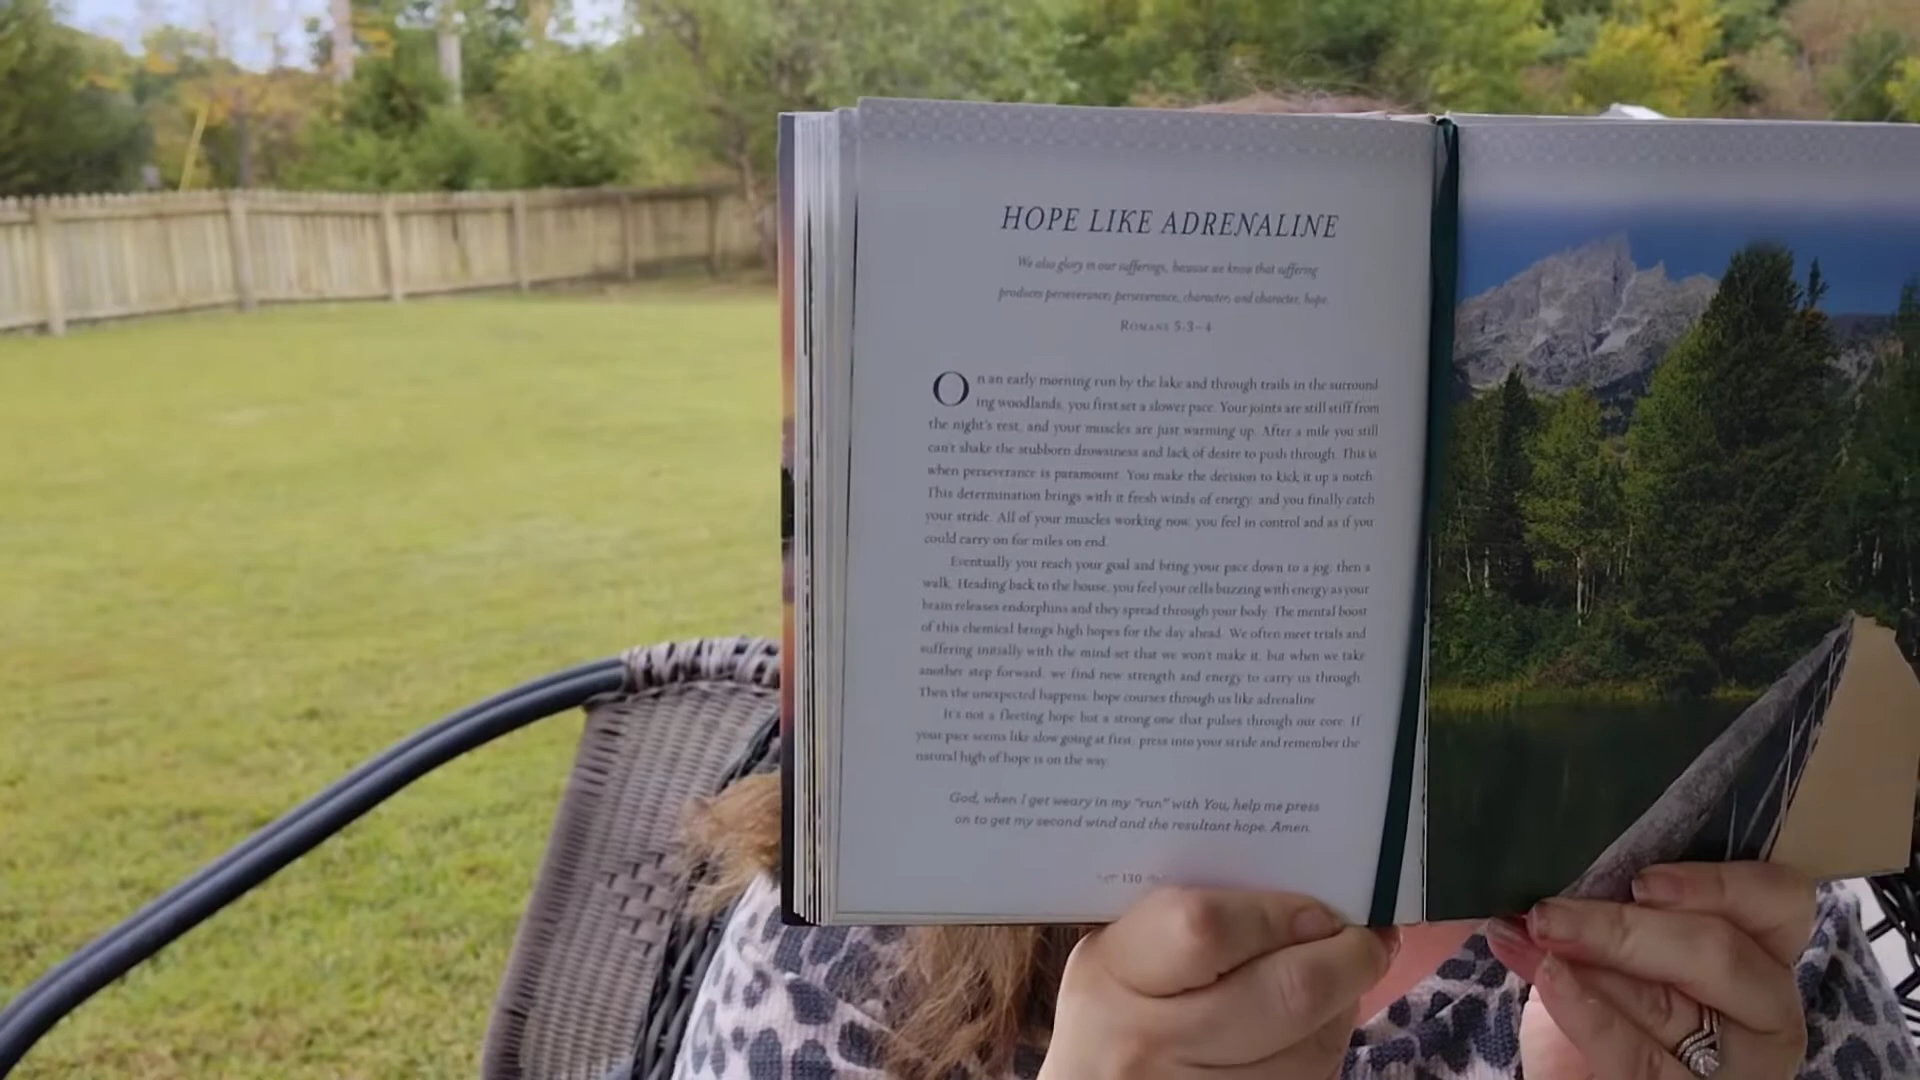 HOPE LIKE ADRENALINE
We also glory in our sufferings, because we know that suffering
produces perseverance; perseverance, character; and character, hope.
ROMANS 5:3–4
On an early morning run by the lake and through trails in the surround
ing woodlands, you first set a slower pace. Your joints are still stiff from
the night's rest, and your muscles are just warming up. After a mile you still
can't shake the stubborn drowsiness and lack of desire to push through. This is
when perseverance is paramount. You make the decision to kick it up a notch.
This determination brings with it fresh winds of energy, and you finally catch
your stride. All of your muscles working now, you feel in control and as if you
could carry on for miles on end.
Eventually you reach your goal and bring your pace down to a jog, then a
walk. Heading back to the house, you feel your cells buzzing with energy as your
brain releases endorphins and they spread through your body. The mental boost
of this chemical brings high hopes for the day ahead. We often meet trials and
suffering initially with the mind-set that we won't make it, but when we take
another step forward, we find new strength and energy to carry us through.
Then the unexpected happens: hope courses through us like adrenaline.
It's not a fleeting hope but a strong one that pulses through our core. If
your pace seems like slow going at first, press into your stride and remember the
natural high of hope is on the way.
God, when I get weary in my "run" with You, help me press
on to get my second wind and the resultant hope. Amen.
130